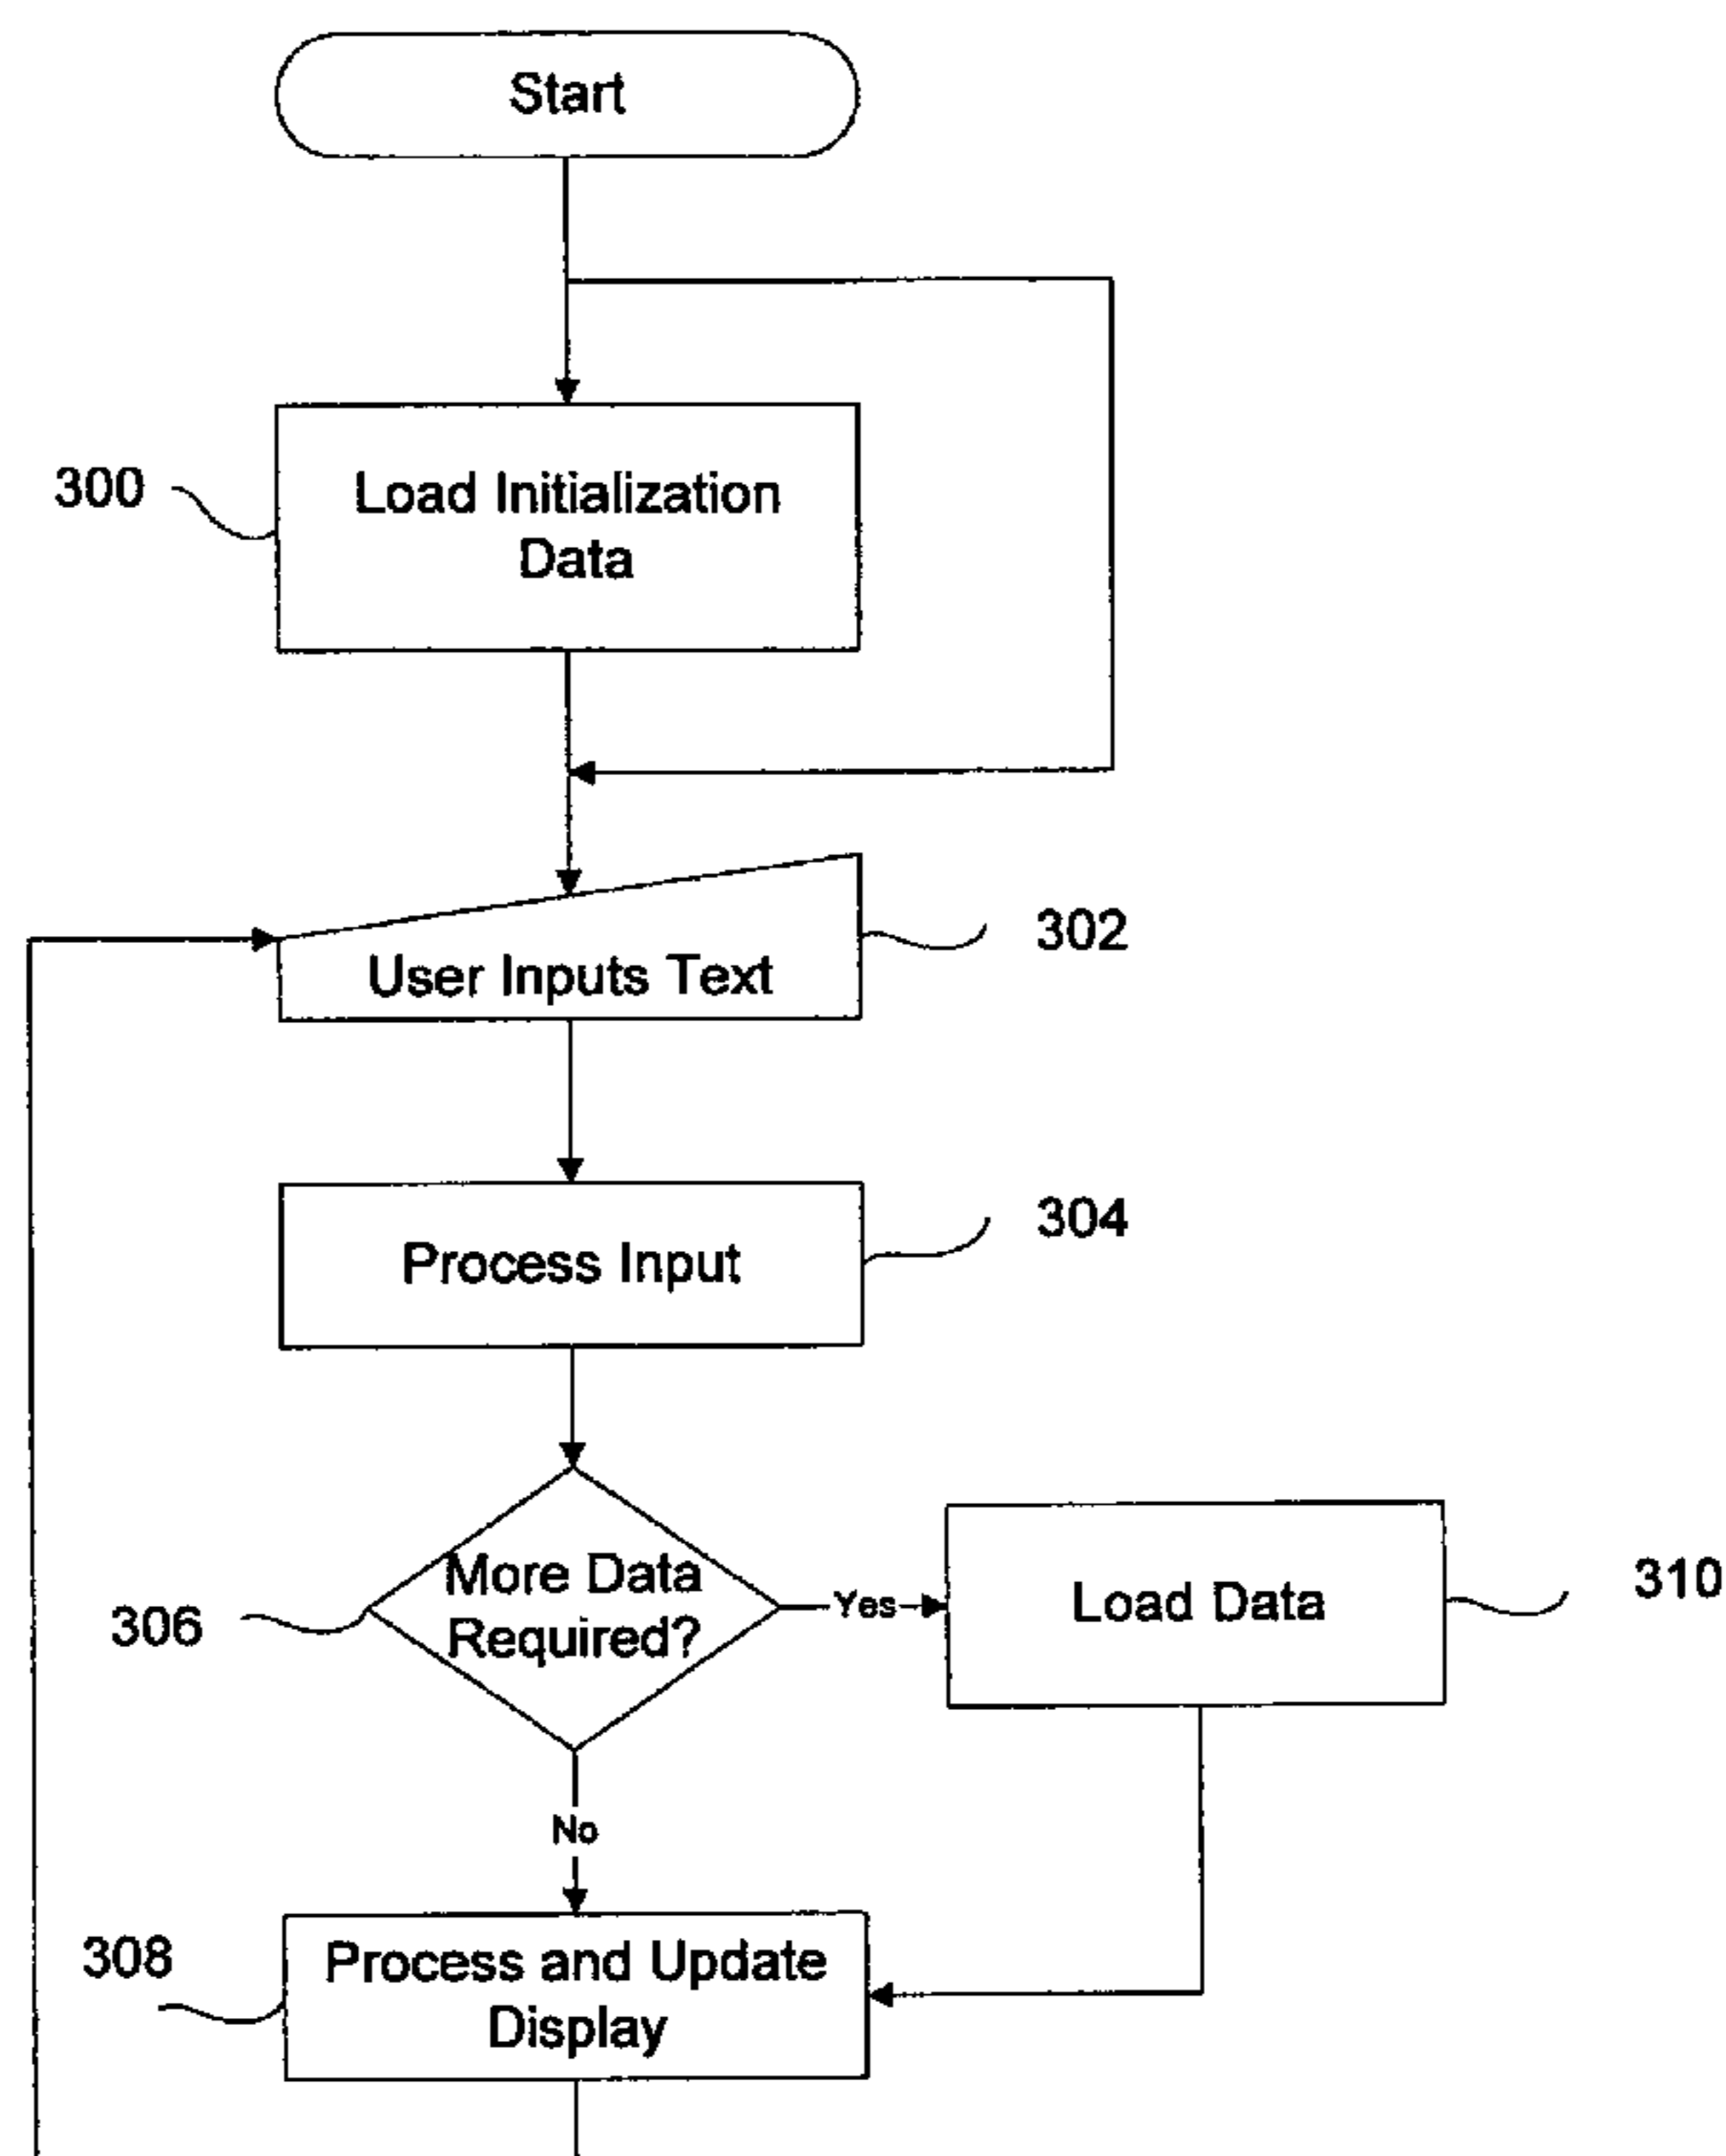 Start
300
Load Initialization
Data
302
User Inputs Text
304
Process Input
306
More Data
Required?
Yes
Load Data
310
No
308
Process and Update
Display